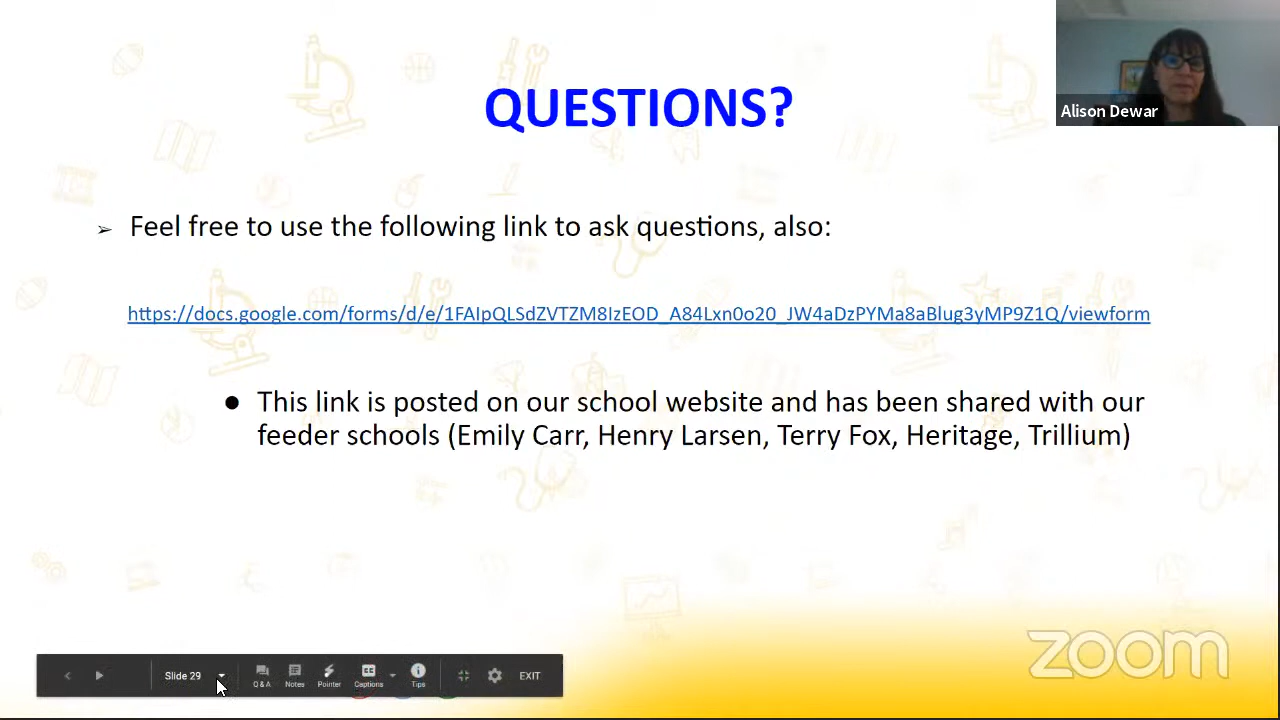 QUESTIONS?
Alison Dewar
➢ Feel free to use the following link to ask questions, also:
https://docs.google.com/forms/d/e/1FAIpQLSdZVTZM8IzEOD_A84Lxn0o20_JW4aDzPYMa8aBlug3yMP9Z1Q/viewform
● This link is posted on our school website and has been shared with our
feeder schools (Emily Carr, Henry Larsen, Terry Fox, Heritage, Trillium)
zoom
Slide 29
Q & A
Notes
Pointer
CC
Captions
Tips
EXIT